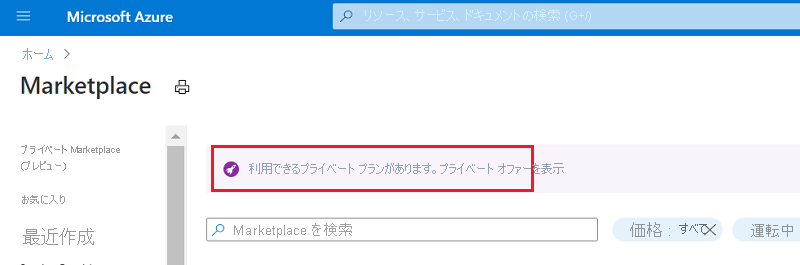 Microsoft Azure
リソース、サービス、ドキュメントの検索 (G+/)
ホーム
Marketplace
プライベート Marketplace
(プレビュー)
お気に入り
最近作成
利用できるプライベート プランがあります。プライベート オファーを表示
Marketplace を検索
価格 : すべて
運転中